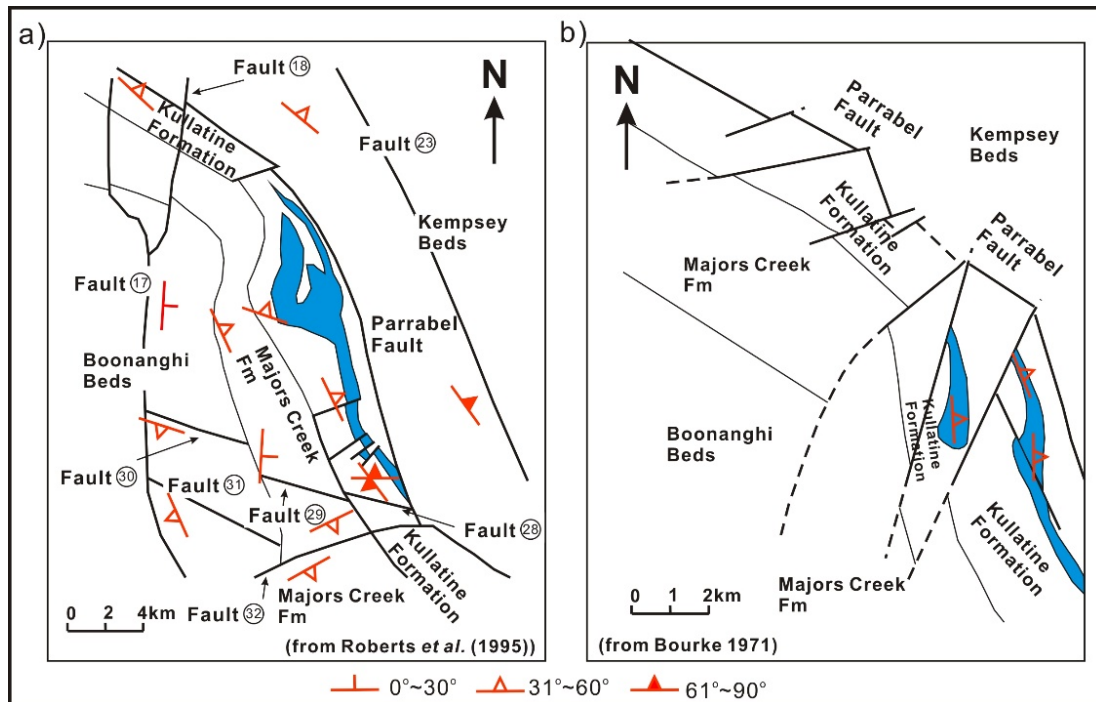 a)
Fault 18
Kullatine
Formation
N
Fault 23
Kempsey
Beds
Fault 17
Parrabel
Fault
Boonanghi
Beds
Majors Creek
Fm
Fault 30
Fault 31
Fault 29
Fault 28
Kullatine
Formation
Majors Creek
Fm
Fault 32
0 2 4km
(from Roberts et al. (1995))
b)
N
Parrabel
Fault
Kempsey
Beds
Kullatine
Formation
Parrabel
Fault
Majors Creek
Fm
Boonanghi
Beds
Kullatine
Formation
Kullatine
Formation
Majors Creek
Fm
0 1 2km
(from Bourke 1971)
0°~30° 31°~60° 61°~90°